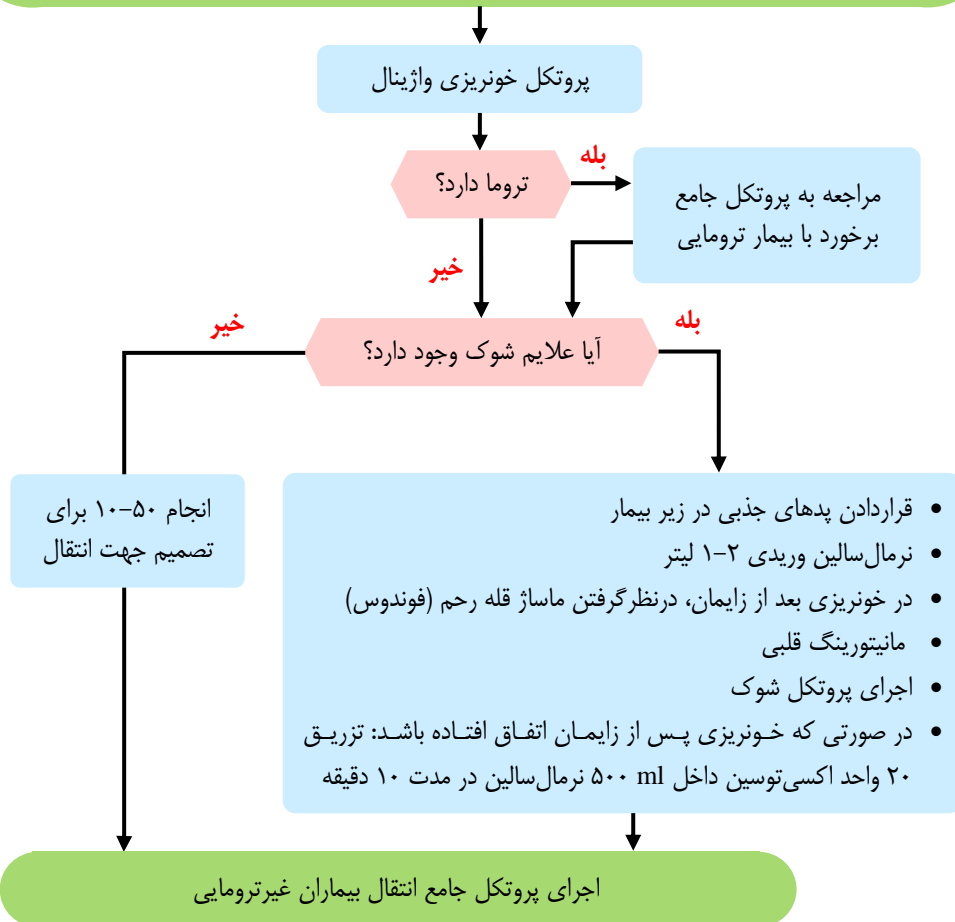 پروتکل خونریزی واژینال
تروما دارد؟
بله
مراجعه به پروتکل جامع
برخورد با بیمار ترومایی
خیر
آیا علایم شوک وجود دارد؟
بله
خیر
• قراردادن پدهای جذبی در زیر بیمار
• نرمال‌سالین وریدی ۲-۱ لیتر
• در خونریزی بعد از زایمان، درنظرگرفتن ماساژ قله رحم (فوندوس)
• مانیتورینگ قلبی
• اجرای پروتکل شوک
• در صورتی که خونریزی پس از زایمان اتفاق افتاده باشد: تزریق
۲۰ واحد اکسی‌توسین داخل ۵۰۰ ml نرمال‌سالین در مدت ۱۰ دقیقه
انجام ۵۰-۱۰ برای
تصمیم جهت انتقال
اجرای پروتکل جامع انتقال بیماران غیرترومایی